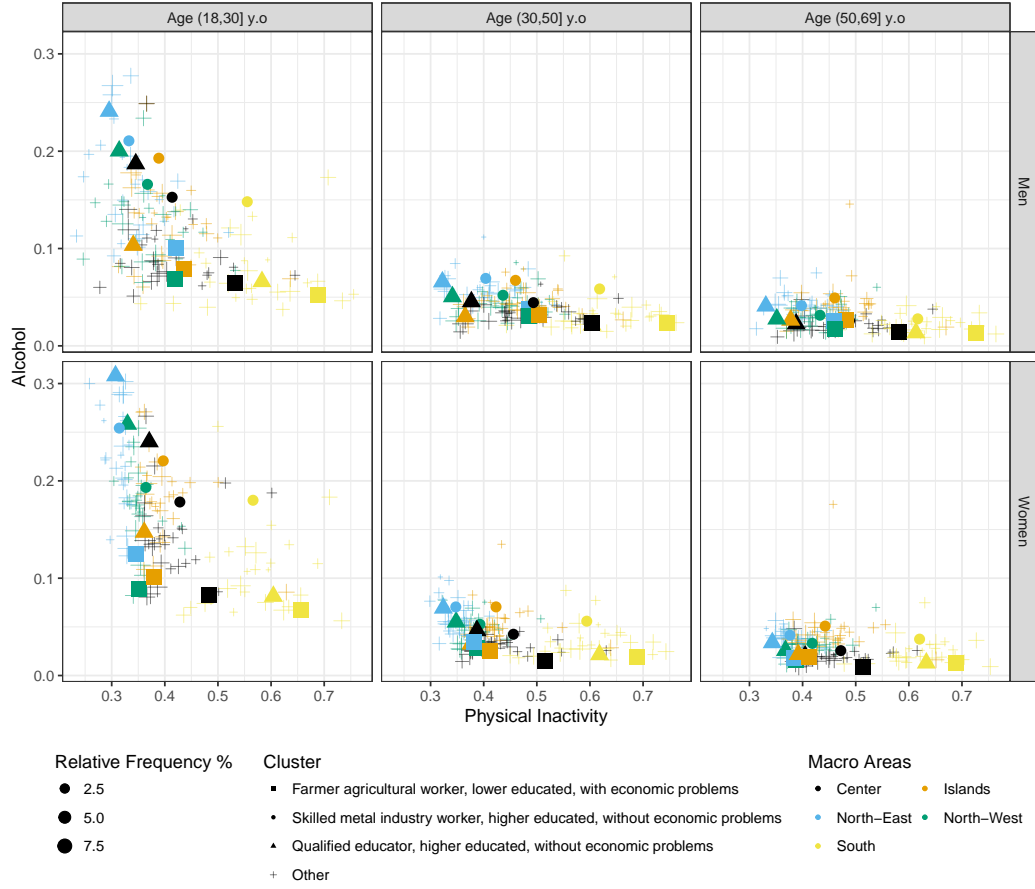 Age (18,30] y.o
Age (30,50] y.o
Age (50,69] y.o
0.3
0.2
0.1
0.0
Men
Alcohol
0.3
0.2
0.1
0.0
Women
0.3 0.4 0.5 0.6 0.7
0.3 0.4 0.5 0.6 0.7
0.3 0.4 0.5 0.6 0.7
Physical Inactivity
Relative Frequency %
2.5
5.0
7.5
Cluster
Farmer agricultural worker, lower educated, with economic problems
Skilled metal industry worker, higher educated, without economic problems
Qualified educator, higher educated, without economic problems
Other
Macro Areas
Center
Islands
North−East
North−West
South